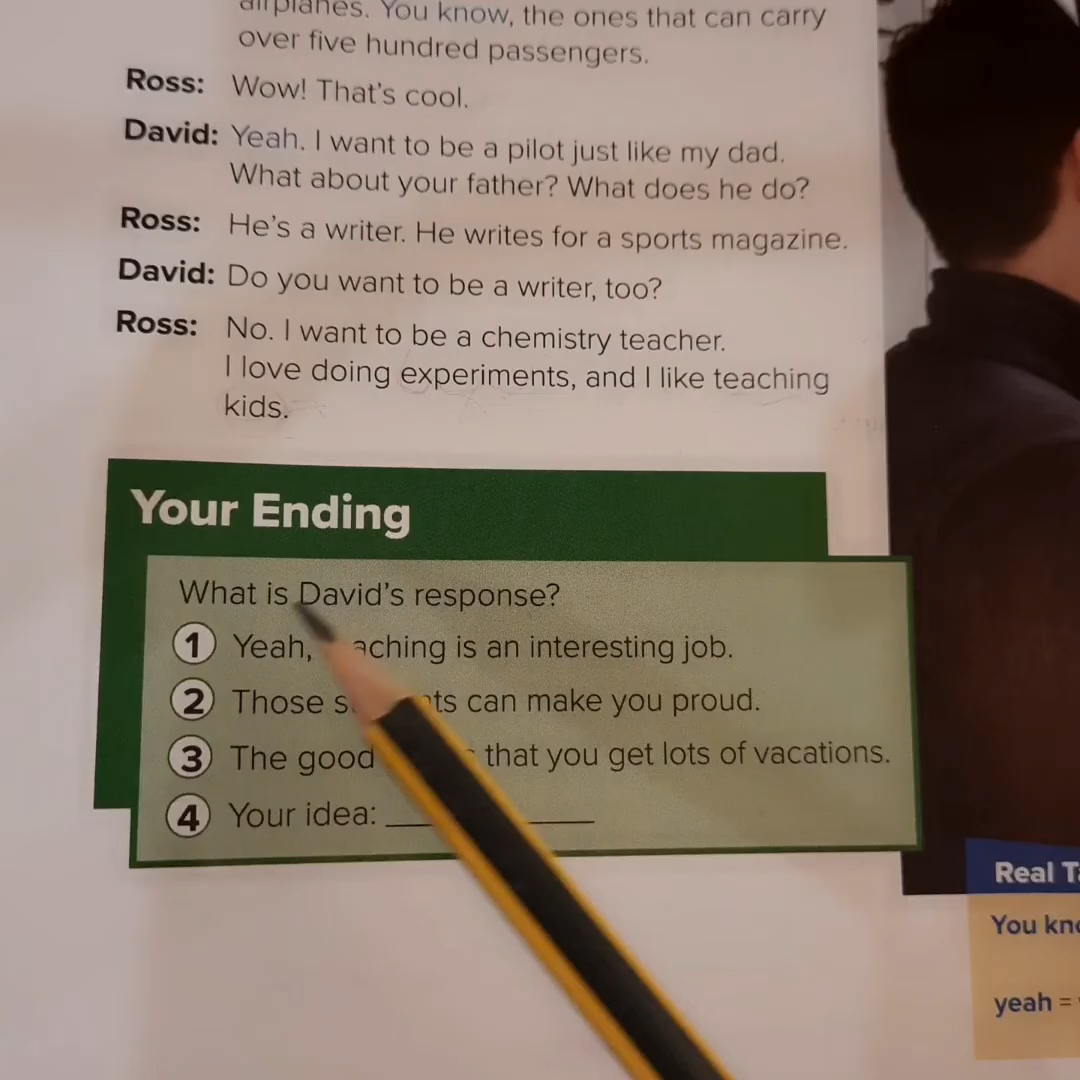 airplanes. You know, the ones that can carry
over five hundred passengers.
Ross: Wow! That's cool.
David: Yeah. I want to be a pilot just like my dad.
What about your father? What does he do?
Ross: He's a writer. He writes for a sports magazine.
David: Do you want to be a writer, too?
Ross: No. I want to be a chemistry teacher.
I love doing experiments, and I like teaching
kids.
Your Ending
What is David's response?
1 Yeah, is an interesting job.
2 Those can make you proud.
3 The good that you get lots of vacations.
4 Your idea:
Real
You
yeah =